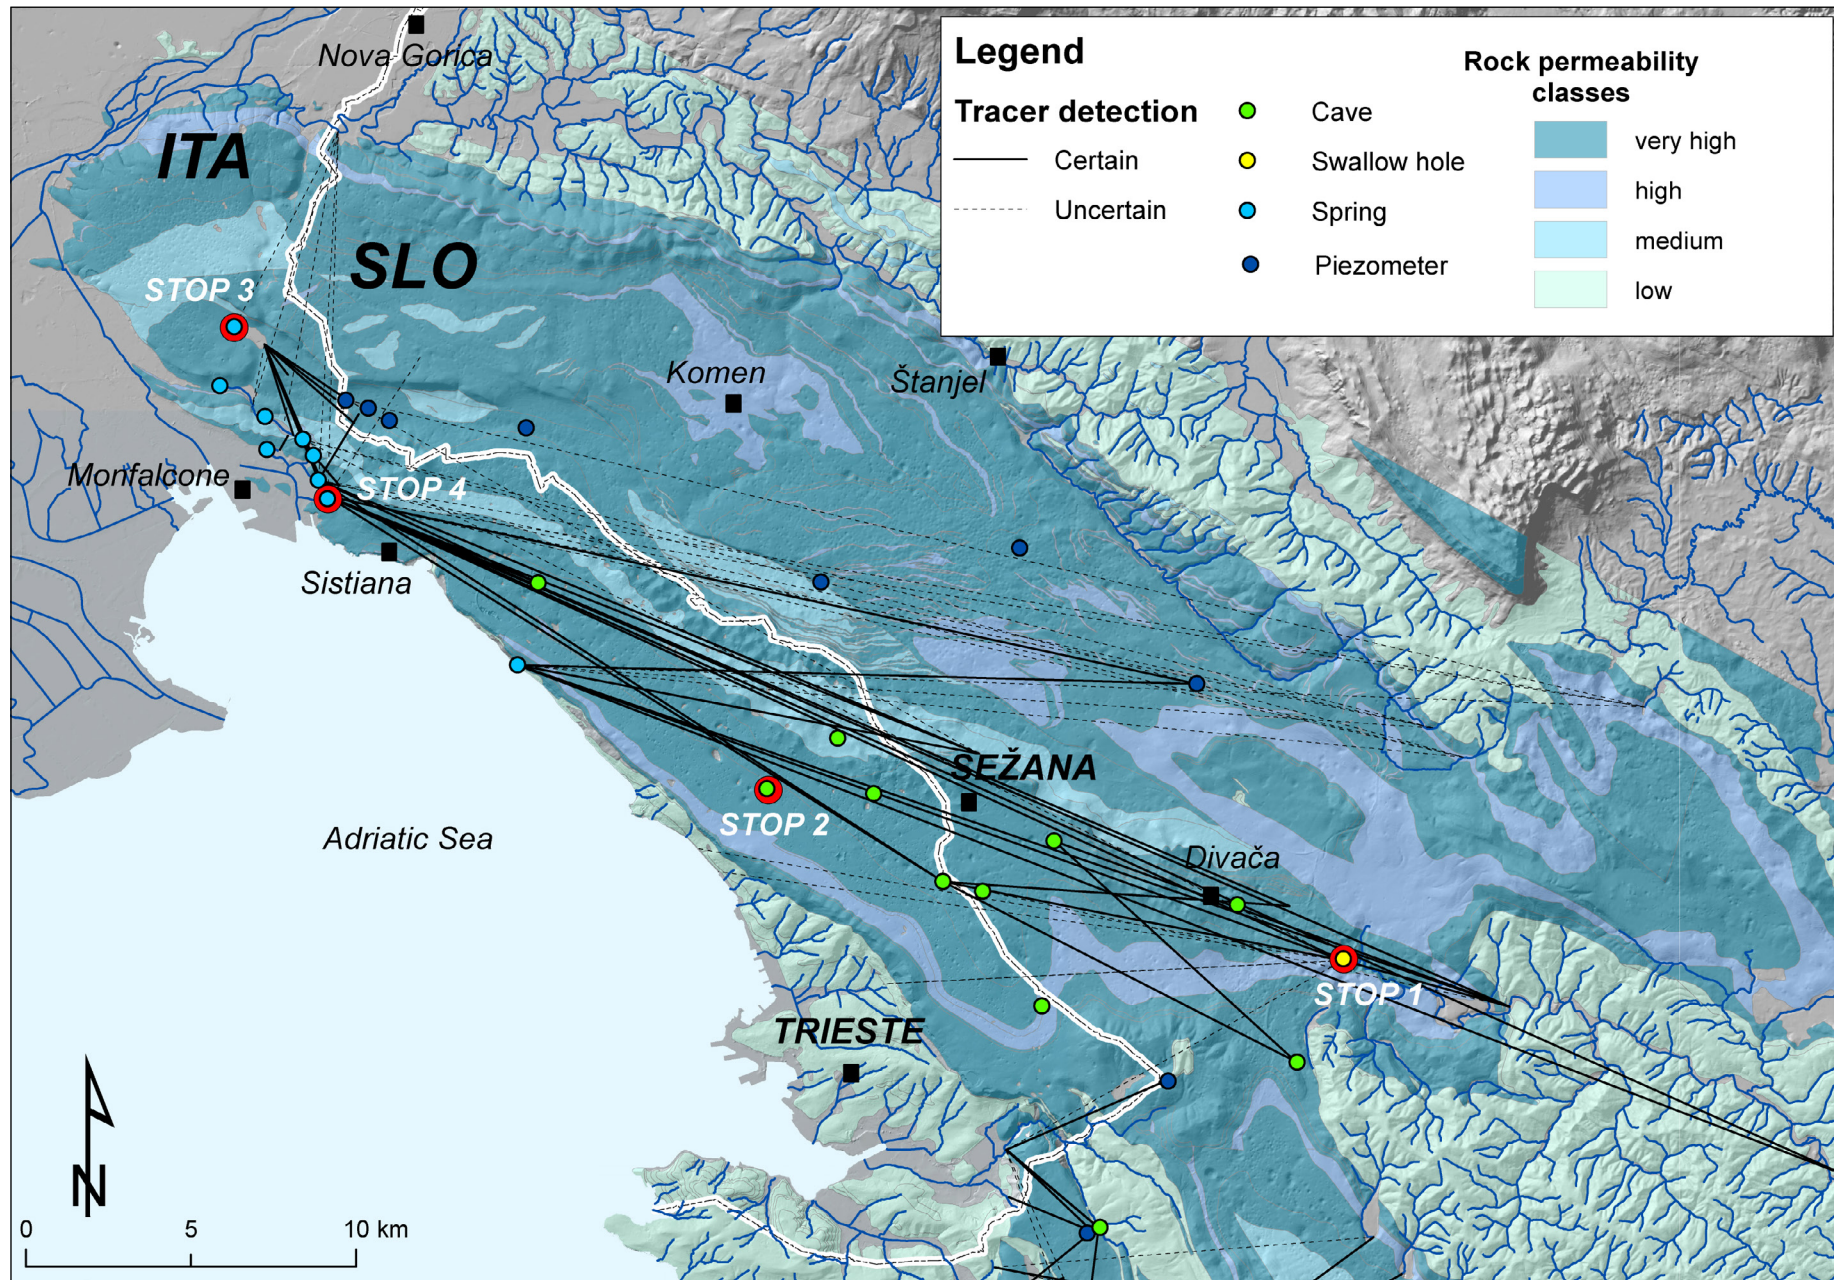 Nova Gorica
ITA
SLO
STOP 3
Komen
Štanjel
Monfalcone
STOP 4
Sistiana
SEŽANA
STOP 2
Divača
Adriatic Sea
STOP 1
TRIESTE
N
0 5 10 km
Legend
Tracer detection
Certain
Uncertain
Cave
Swallow hole
Spring
Piezometer
Rock permeability
classes
very high
high
medium
low